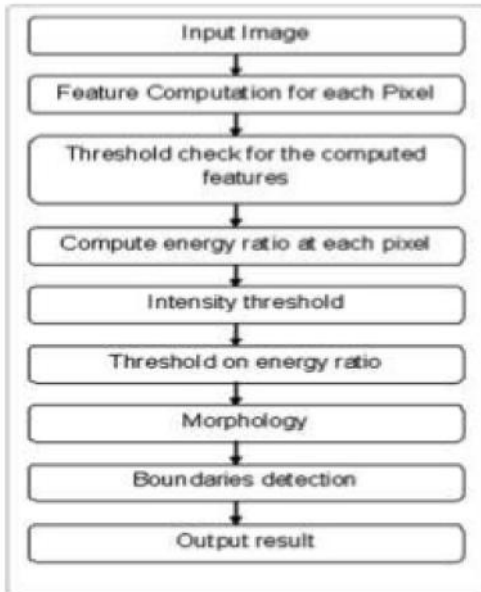 Input Image
Feature Computation for each Pixel
Threshold check for the computed
features
Compute energy ratio at each pixel
Intensity threshold
Threshold on energy ratio
Morphology
Boundaries detection
Output result